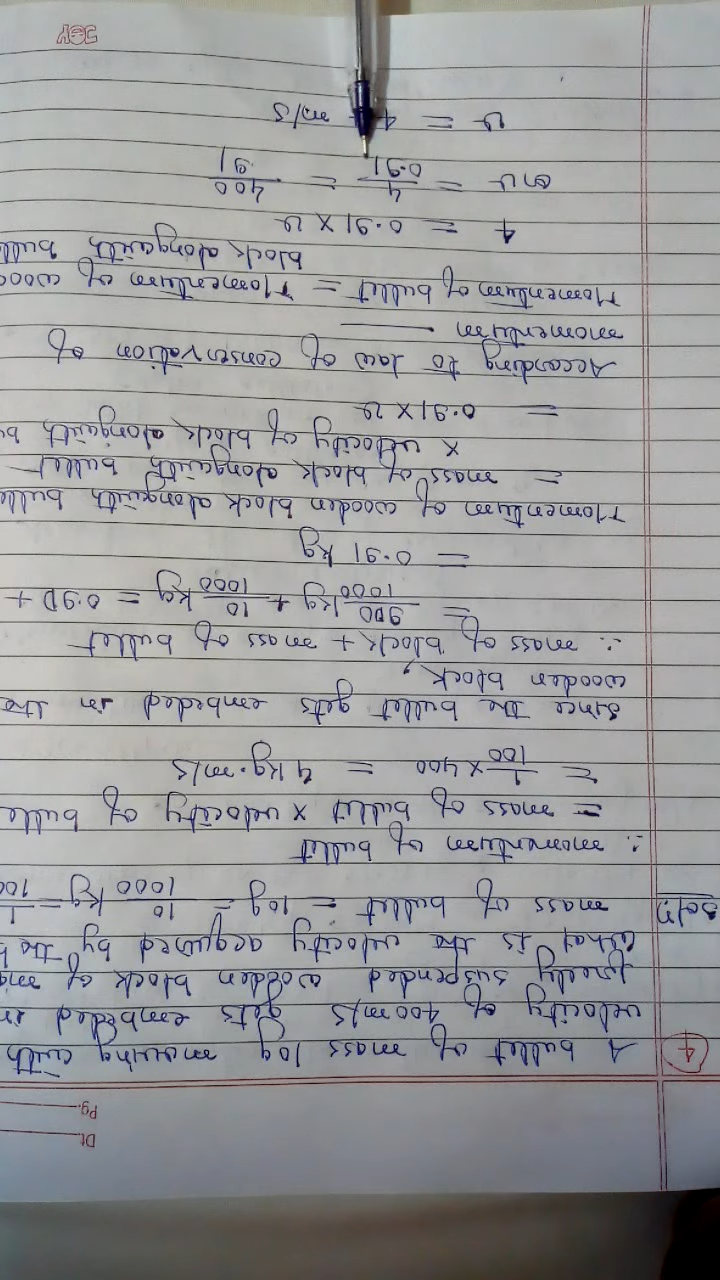 Dt.
Pg.
4 A bullet of mass 10g moving with
velocity of 400m/s gets embeded in
freely suspended wooden block of
What is the velocity acquired by the
Soln) mass of bullet = 10g = 10/1000 kg = 1/100
∴ momentum of bullet
= mass of bullet × velocity of bulle
= 1/100 × 400 = 4 kg.m/s
Since the bullet gets embeded in the
wooden block,
∴ mass of block + mass of bullet
= 900/1000 kg + 10/1000 kg = 0.90 +
= 0.91 kg
Momentum of wooden block alongwith bulle
= mass of block alongwith bullet
× velocity of block alongwith bu
= 0.91 × v
According to law of conservation of
momentum
Momentum of bullet = Momentum of wood
block alongwith bull
4 = 0.91 × v
v = 4/0.91 = 400/.91
v = 4 m/s
JOY